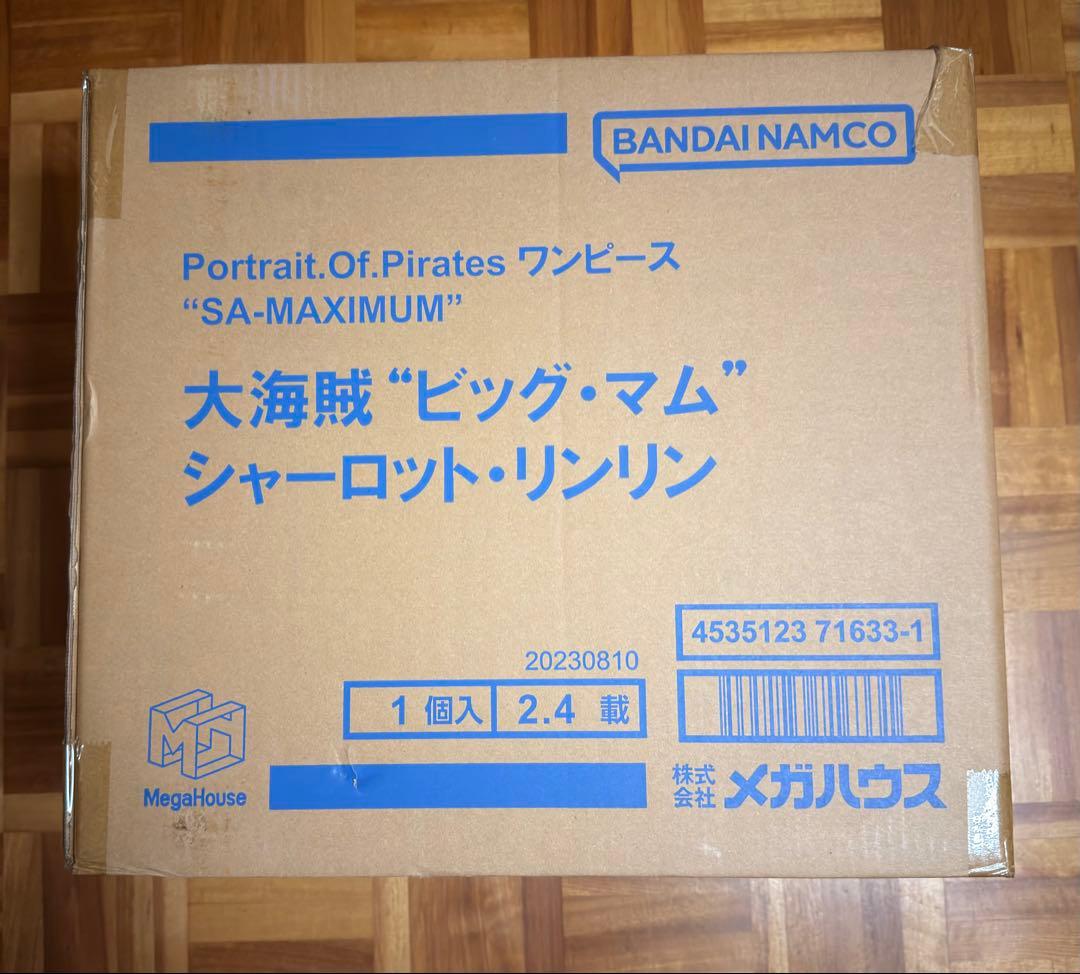 BANDAI NAMCO
Portrait.Of.Pirates ワンピース
“SA-MAXIMUM”
大海賊“ビッグ・マム”
シャーロット・リンリン
4535123 71633-1
20230810
1 個入 2.4 載
MG
MegaHouse
株式会社 メガハウス